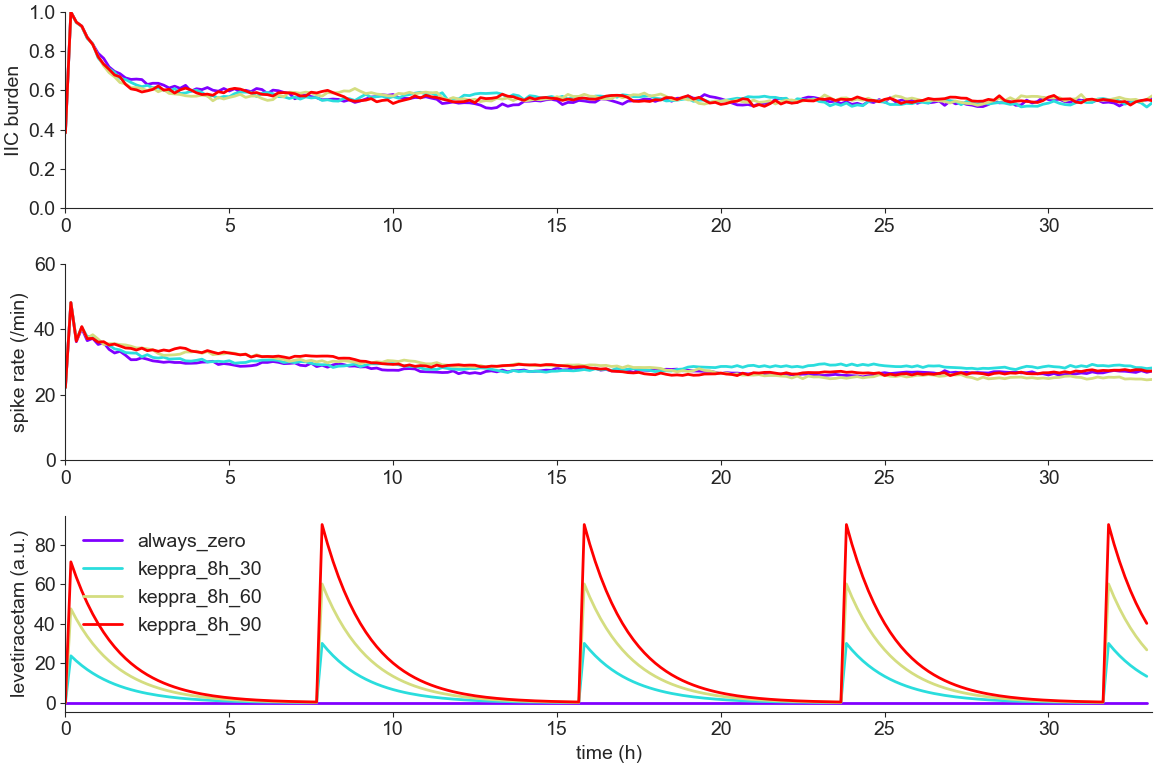 1.0
0.8
0.6
0.4
0.2
0.0
IIC burden
0 5 10 15 20 25 30
60
40
20
0
spike rate (/min)
0 5 10 15 20 25 30
80
60
40
20
0
levetiracetam (a.u.)
always_zero
keppra_8h_30
keppra_8h_60
keppra_8h_90
0 5 10 15 20 25 30
time (h)